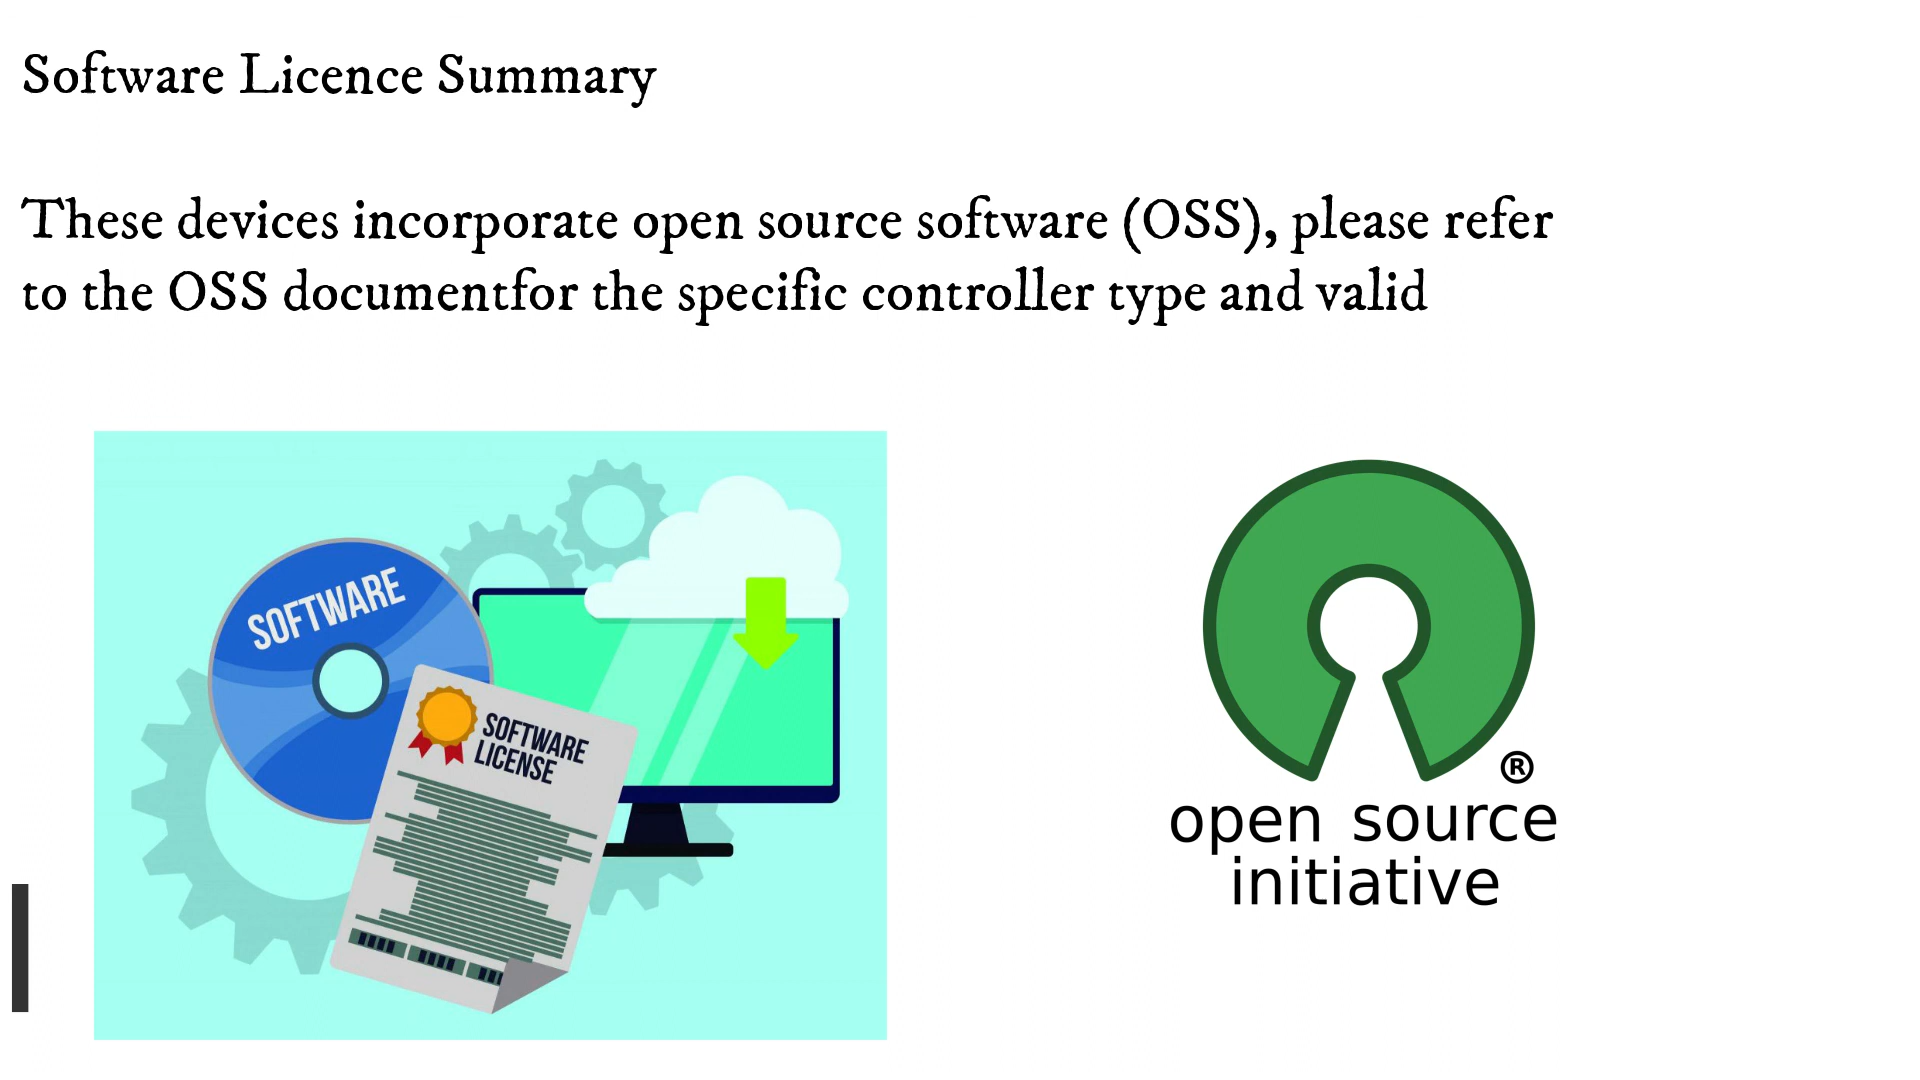 Software Licence Summary
These devices incorporate open source software (OSS), please refer
to the OSS documentfor the specific controller type and valid
SOFTWARE
SOFTWARE
LICENSE
®
open source
initiative